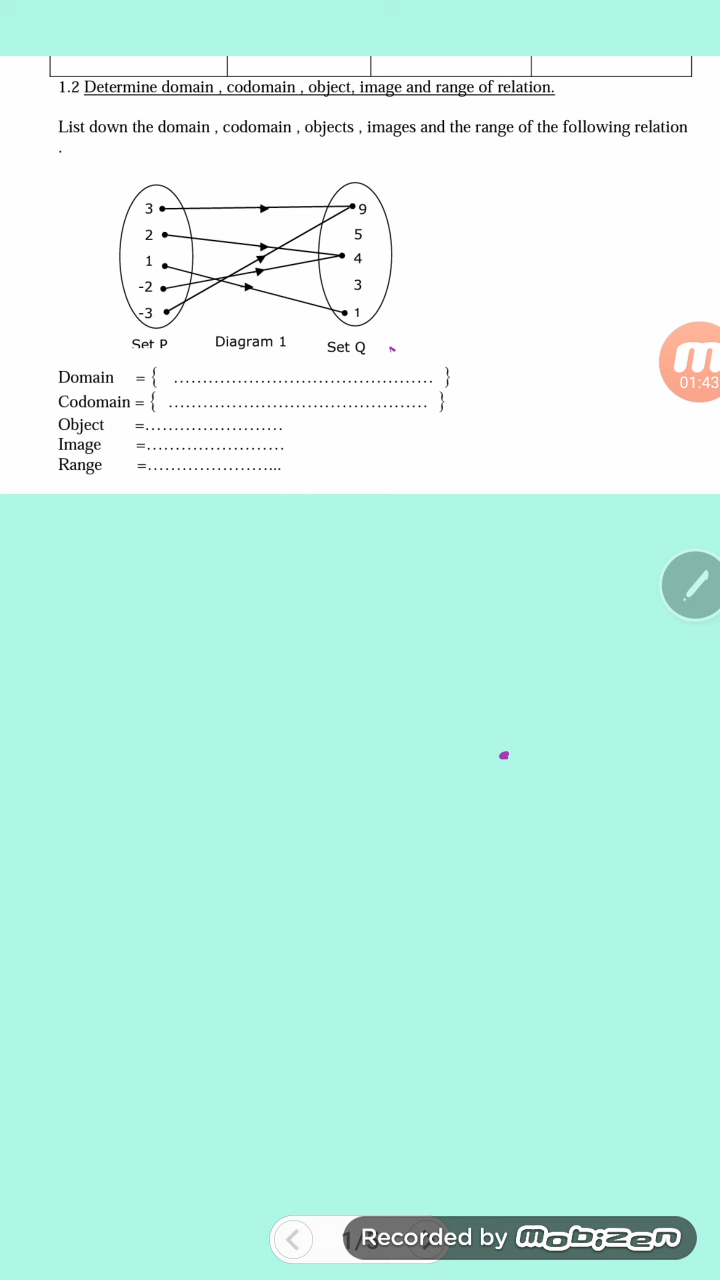 1.2 Determine domain , codomain , object, image and range of relation.
List down the domain , codomain , objects , images and the range of the following relation
.
3 9
2 5
1 4
-2 3
-3 1
Set P Diagram 1 Set Q
Domain = { ............................................. }
Codomain = { ............................................. }
Object =........................
Image =........................
Range =........................
01:43
Recorded by mobizen